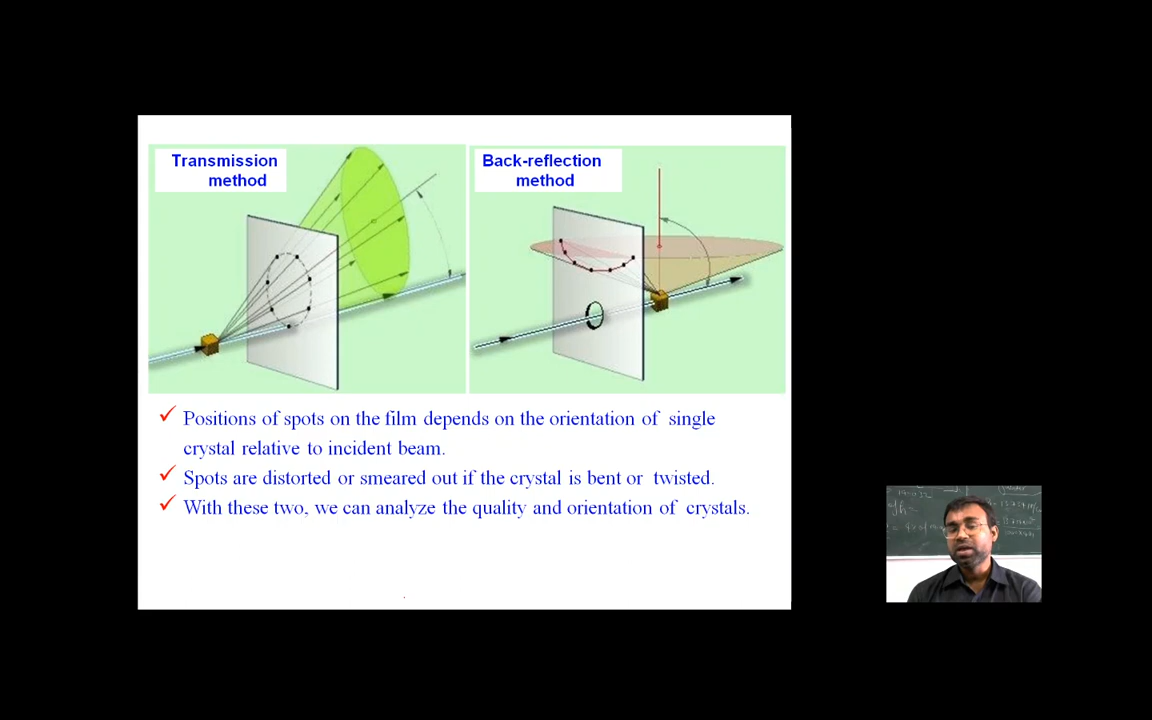 Transmission
method
Back-reflection
method
Positions of spots on the film depends on the orientation of single
crystal relative to incident beam.
Spots are distorted or smeared out if the crystal is bent or twisted.
With these two, we can analyze the quality and orientation of crystals.